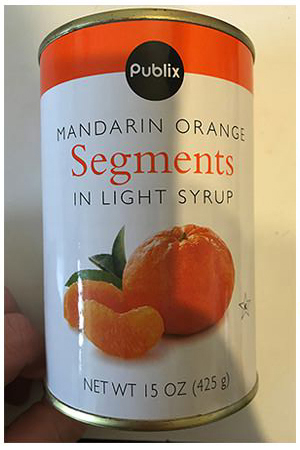 Publix
MANDARIN ORANGE
Segments
IN LIGHT SYRUP
NET WT 15 OZ (425 g)